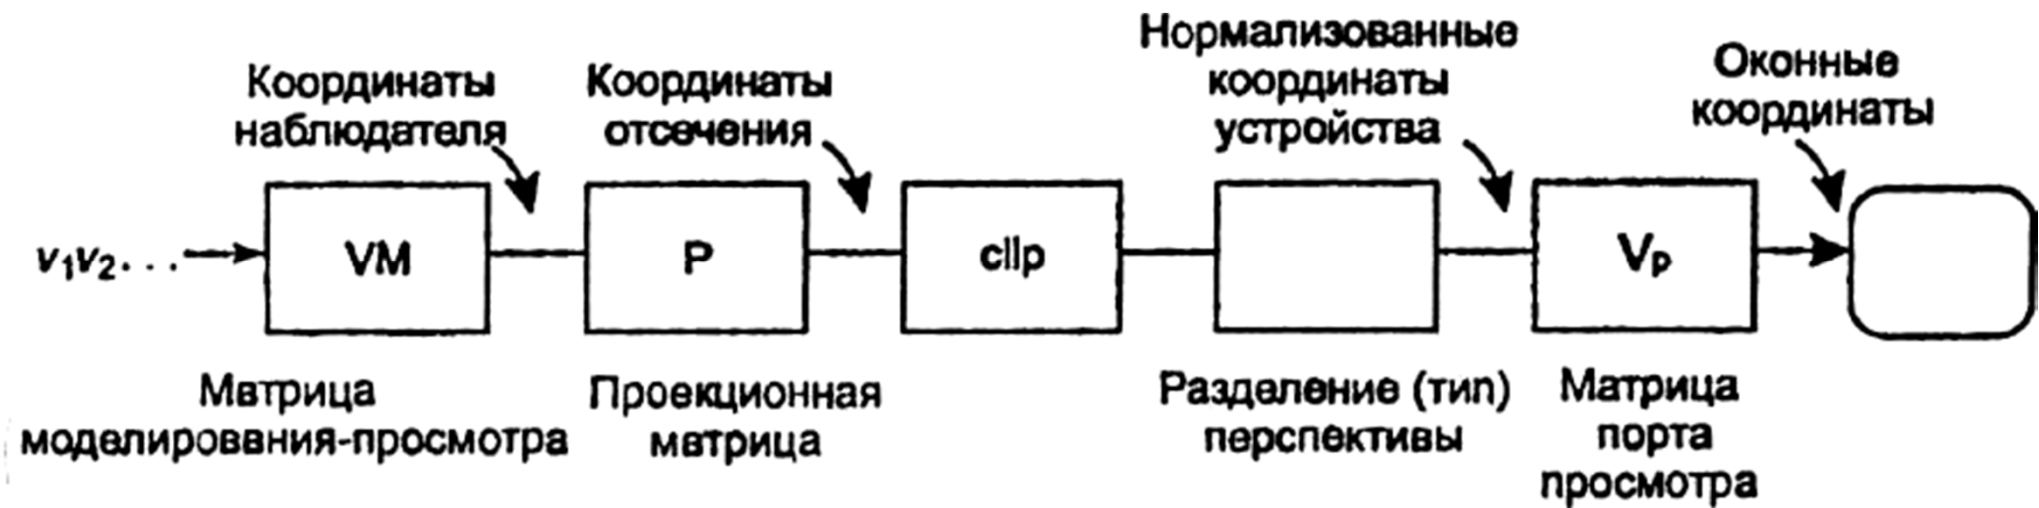 Координаты
наблюдателя
Координаты
отсечения
Нормализованные
координаты
устройства
Оконные
координаты
v1v2...
VM
P
clip
Vp
Матрица
моделирования-просмотра
Проекционная
матрица
Разделение (тип)
перспективы
Матрица
порта
просмотра